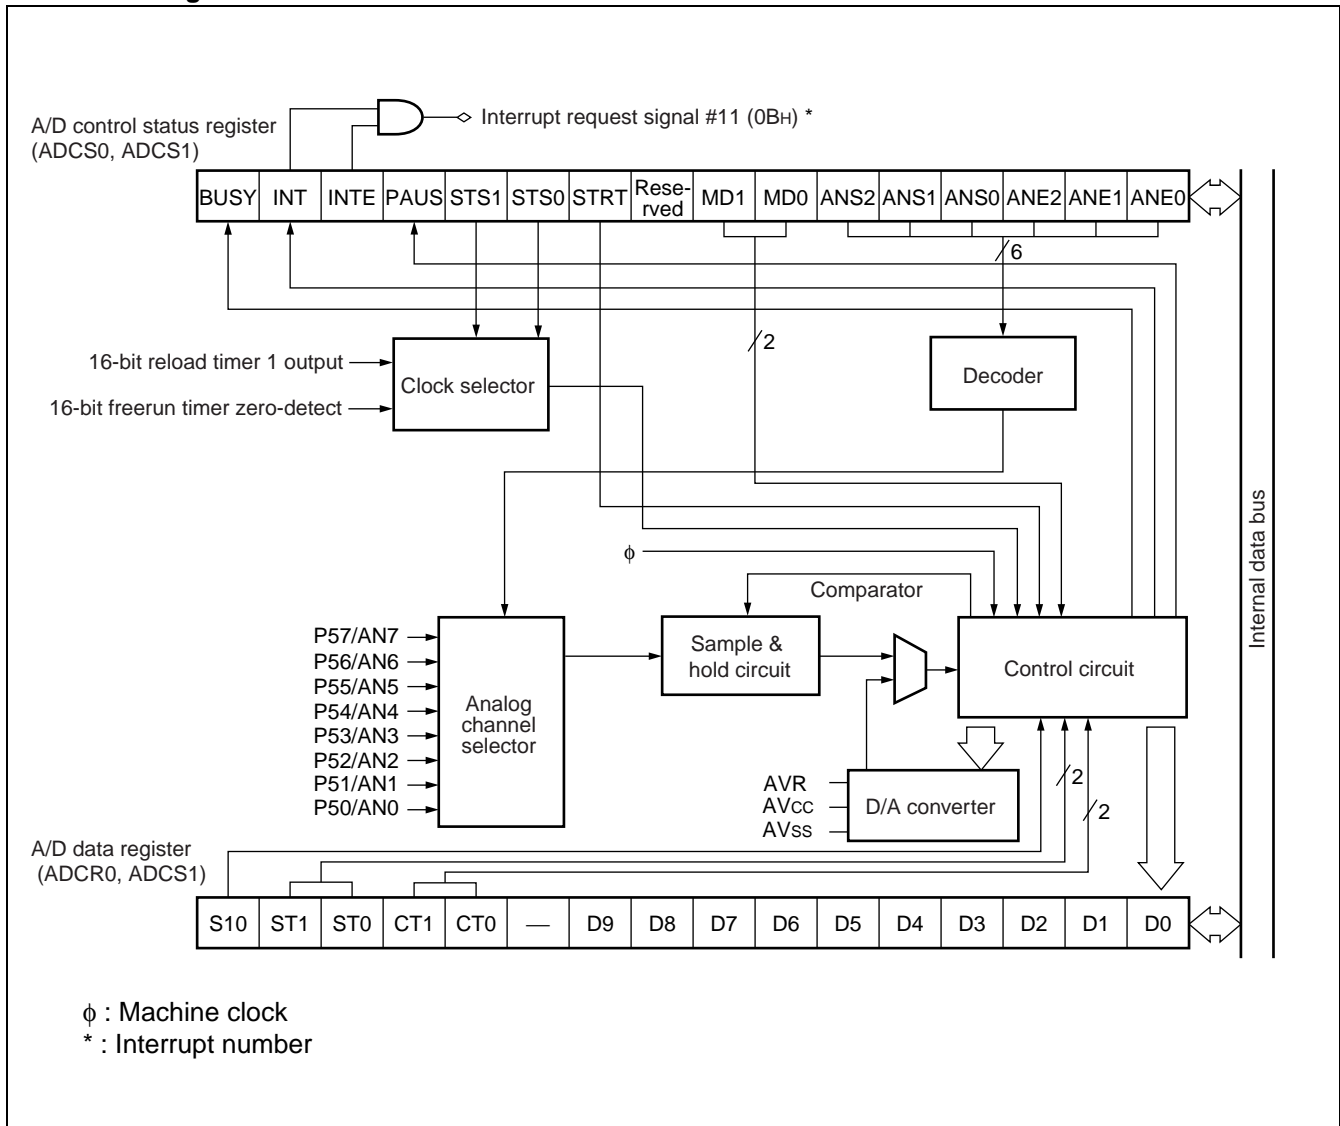 A/D control status register
(ADCS0, ADCS1)
Interrupt request signal #11 (0BH) *
BUSY INT INTE PAUS STS1 STS0 STRT Rese-
rved MD1 MD0 ANS2 ANS1 ANS0 ANE2 ANE1 ANE0
6
2
16-bit reload timer 1 output
Clock selector
16-bit freerun timer zero-detect
Decoder
Internal data bus
φ
Comparator
P57/AN7
P56/AN6
P55/AN5
P54/AN4
P53/AN3
P52/AN2
P51/AN1
P50/AN0
Analog
channel
selector
Sample &
hold circuit
Control circuit
AVR
AVCC
AVSS
D/A converter
2
2
A/D data register
(ADCR0, ADCS1)
S10 ST1 ST0 CT1 CT0 — D9 D8 D7 D6 D5 D4 D3 D2 D1 D0
φ : Machine clock
* : Interrupt number